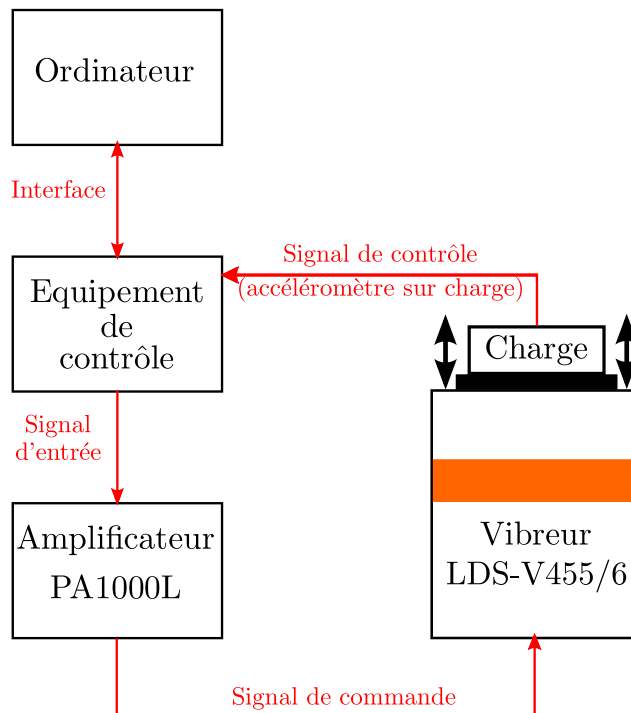 Ordinateur
Interface
Signal de contrôle
(accéléromètre sur charge)
Equipement
de
contrôle
Charge
Signal
d'entrée
Amplificateur
PA1000L
Vibreur
LDS-V455/6
Signal de commande